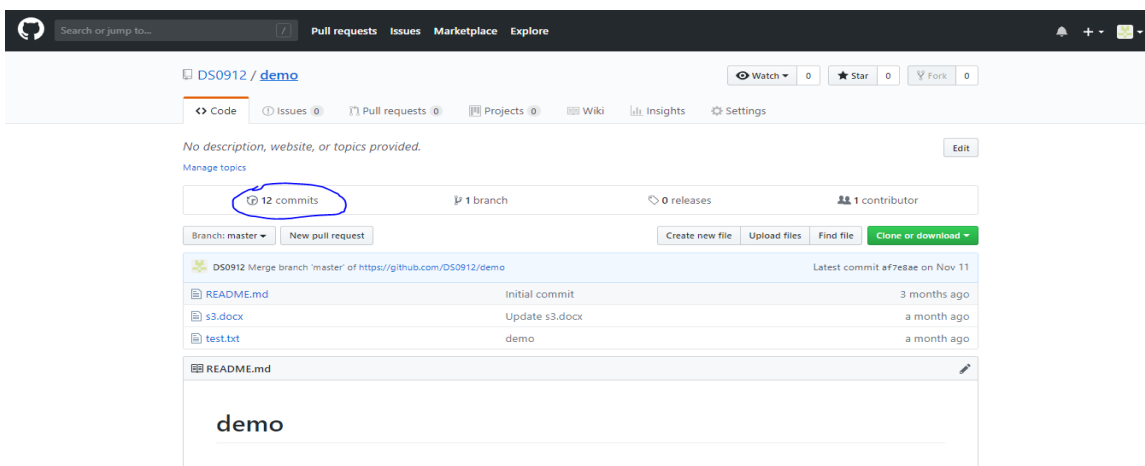 Search or jump to... / Pull requests Issues Marketplace Explore
DS0912 / demo Watch 0 Star 0 Fork 0
Code Issues 0 Pull requests 0 Projects 0 Wiki Insights Settings
No description, website, or topics provided. Edit
Manage topics
12 commits 1 branch 0 releases 1 contributor
Branch: master New pull request Create new file Upload files Find file Clone or download
DS0912 Merge branch 'master' of https://github.com/DS0912/demo Latest commit af7e8ae on Nov 11
README.md Initial commit 3 months ago
s3.docx Update s3.docx a month ago
test.txt demo a month ago
README.md
demo